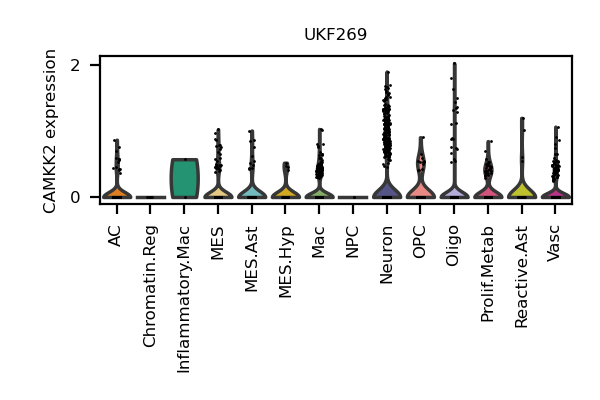 UKF269
CAMKK2 expression
2
0
AC
Chromatin.Reg
Inflammatory.Mac
MES
MES.Ast
MES.Hyp
Mac
NPC
Neuron
OPC
Oligo
Prolif.Metab
Reactive.Ast
Vasc